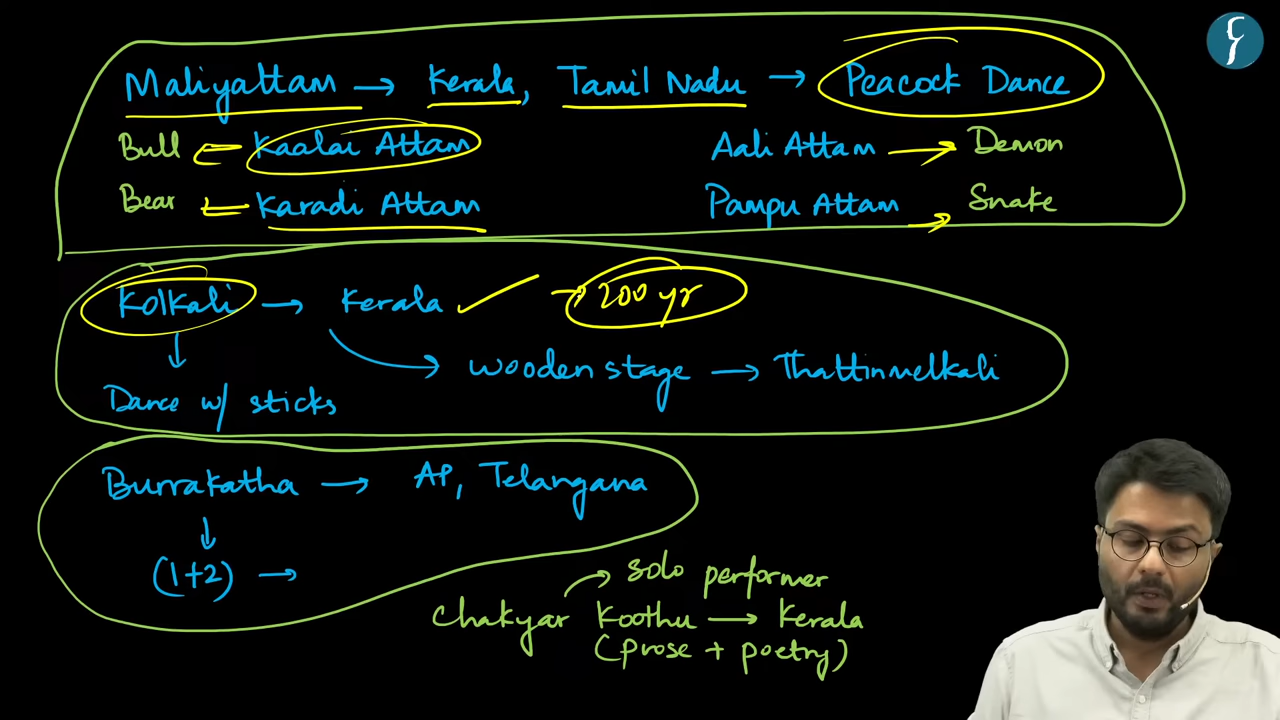 Maliyattam → Kerala, Tamil Nadu → Peacock Dance
Bull ← Kaalai Attam Aali Attam → Demon
Bear ← Karadi Attam Pampu Attam → Snake
Kolkali → Kerala ✓ → 200 yr
↓ → wooden stage → Thattinmelkali
Dance w/ sticks
Burrakatha → AP, Telangana
↓
(1+2) →
→ solo performer
Chakyar Koothu → Kerala
(prose + poetry)